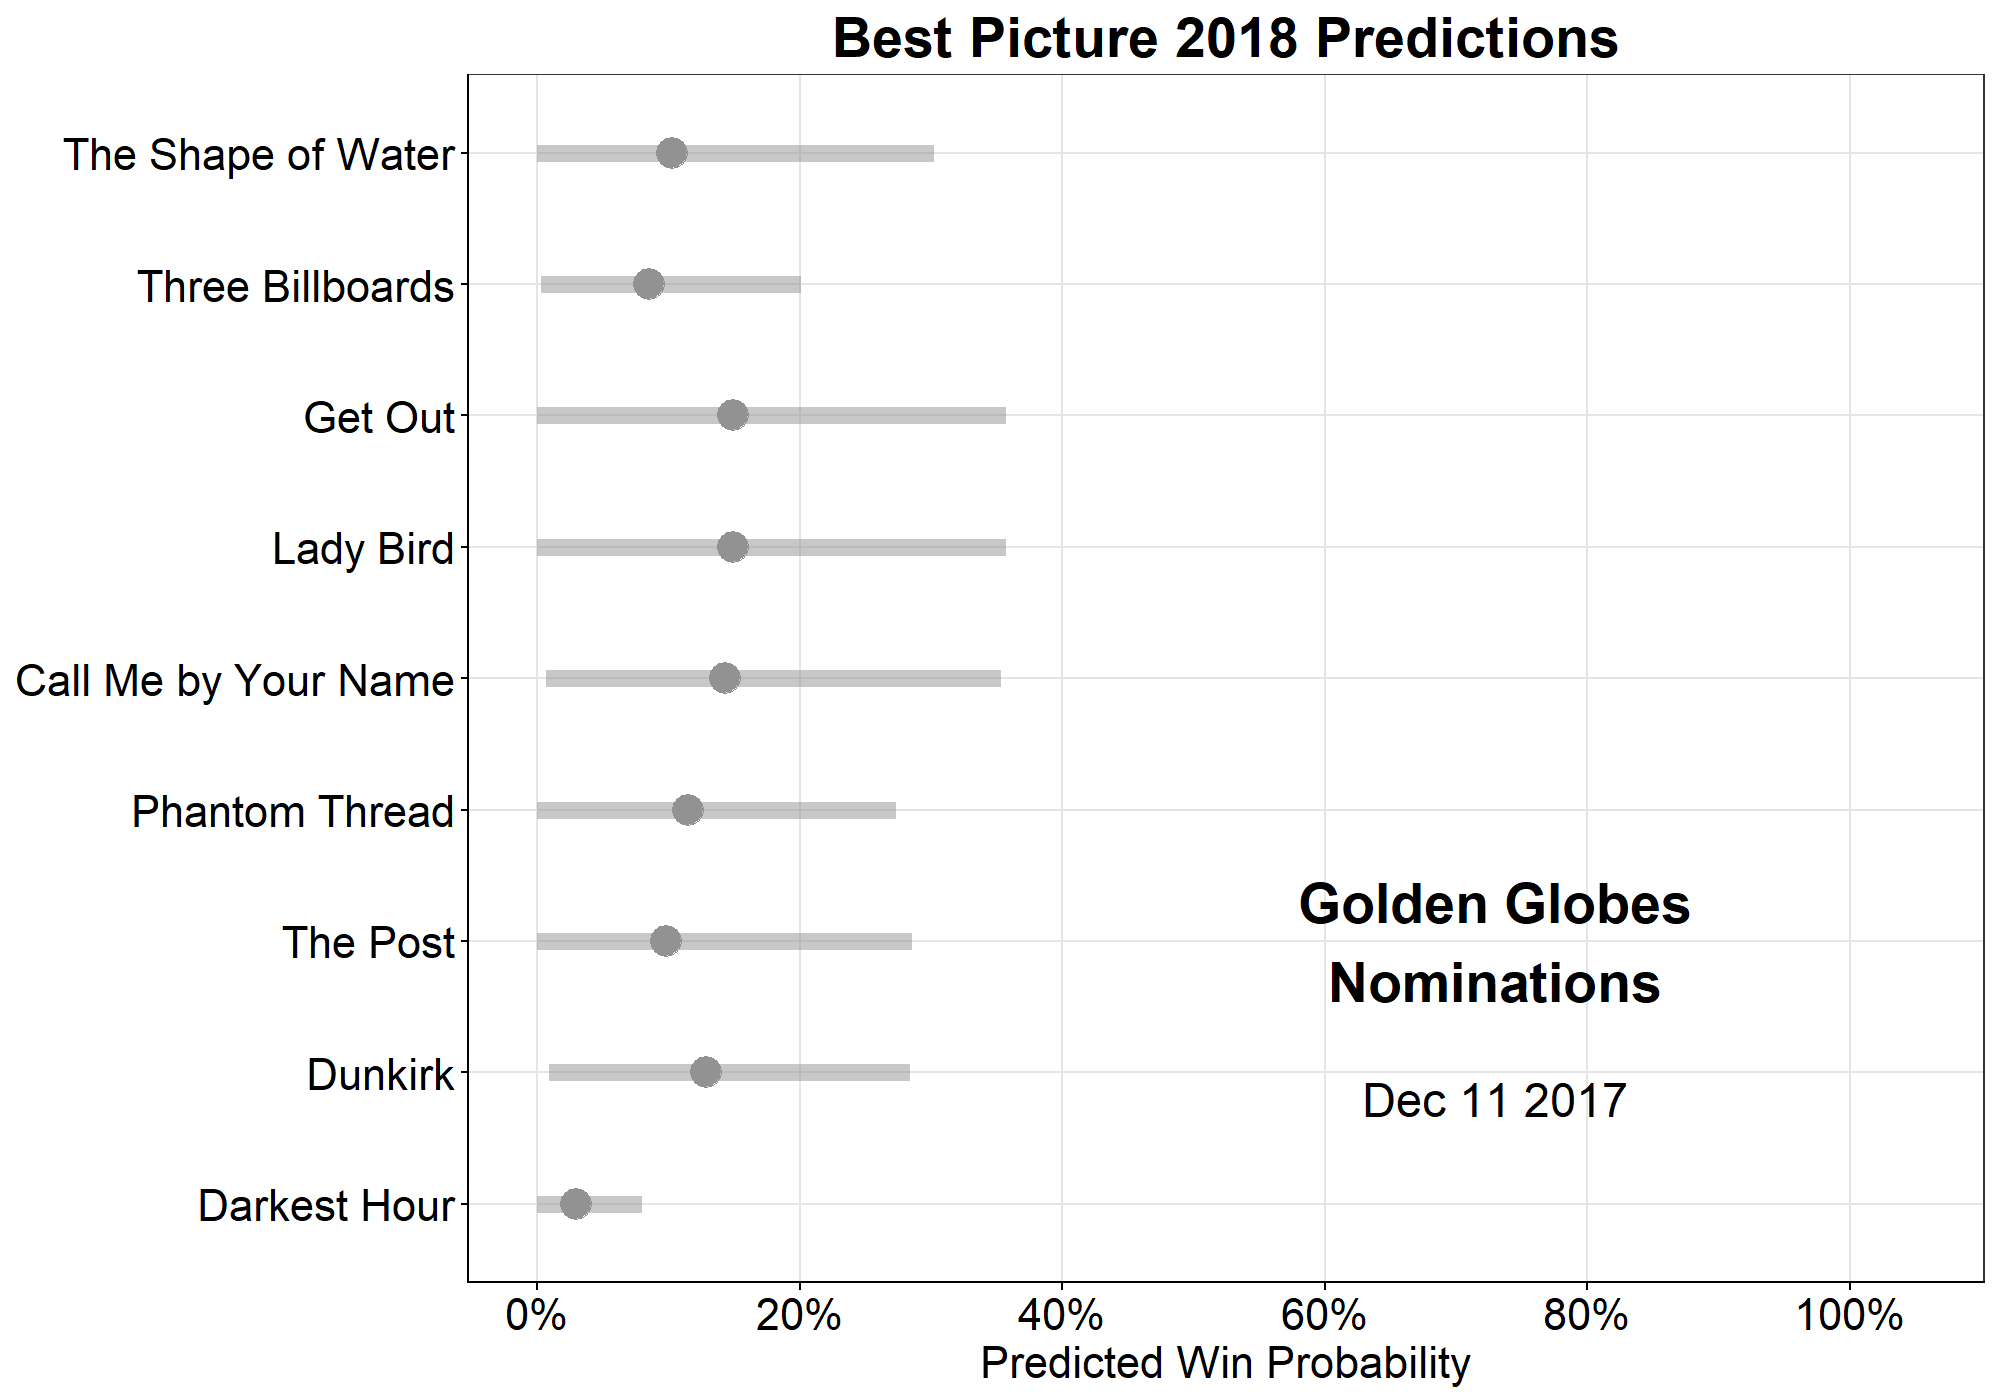 Best Picture 2018 Predictions
The Shape of Water
Three Billboards
Get Out
Lady Bird
Call Me by Your Name
Phantom Thread
The Post
Dunkirk
Darkest Hour
Golden Globes
Nominations
Dec 11 2017
0% 20% 40% 60% 80% 100%
Predicted Win Probability